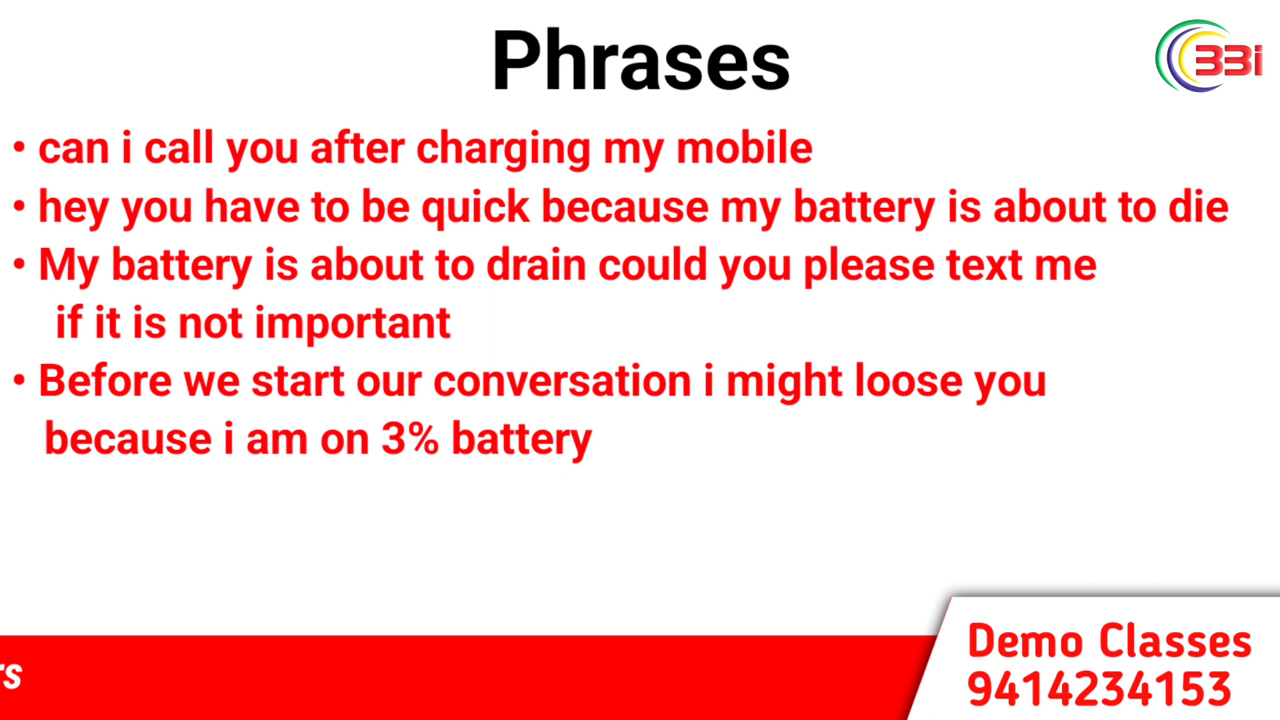 Phrases
33i
• can i call you after charging my mobile
• hey you have to be quick because my battery is about to die
• My battery is about to drain could you please text me
if it is not important
• Before we start our conversation i might loose you
because i am on 3% battery
rs
Demo Classes
9414234153